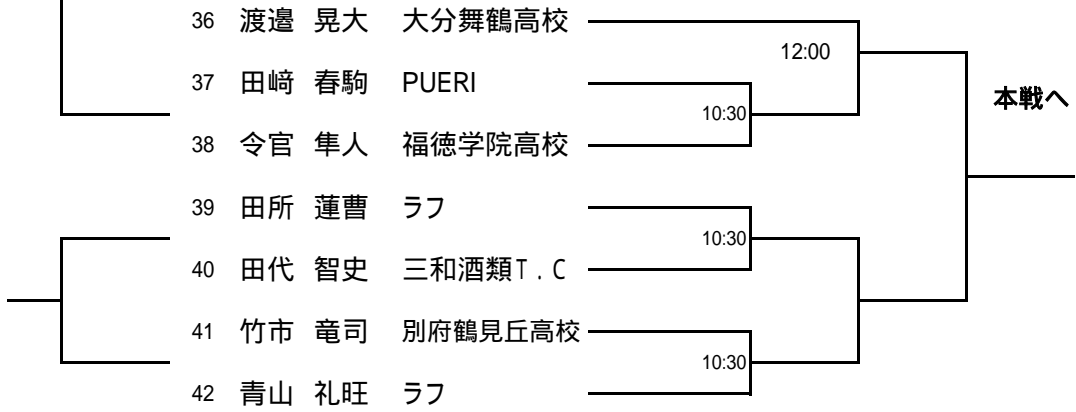 36 渡邉 晃大 大分舞鶴高校
12:00
37 田﨑 春駒 PUERI
本戦へ
10:30
38 令官 隼人 福徳学院高校
39 田所 蓮曹 ラフ
10:30
40 田代 智史 三和酒類T.C
41 竹市 竜司 別府鶴見丘高校
10:30
42 青山 礼旺 ラフ